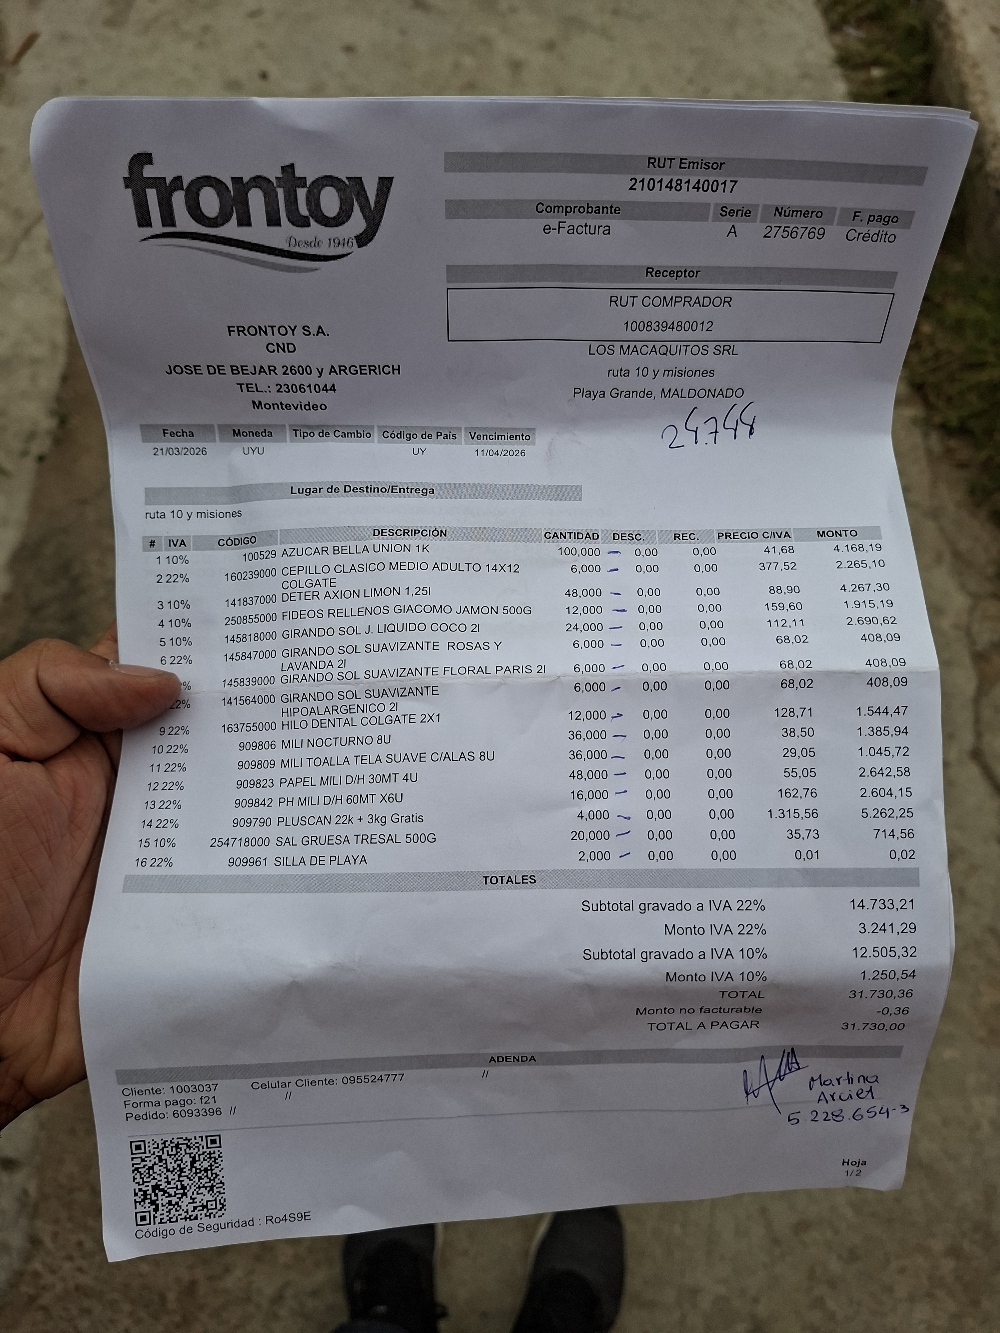 frontoy
Desde 1946
RUT Emisor
210148140017
Comprobante Serie Número F. pago
e-Factura A 2756769 Crédito
Receptor
RUT COMPRADOR
100839480012
LOS MACAQUITOS SRL
ruta 10 y misiones
Playa Grande, MALDONADO
FRONTOY S.A.
CND
JOSE DE BEJAR 2600 y ARGERICH
TEL.: 23061044
Montevideo
Fecha Moneda Tipo de Cambio Código de País Vencimiento
21/03/2026 UYU UY 11/04/2026
Lugar de Destino/Entrega
ruta 10 y misiones
# IVA CÓDIGO DESCRIPCIÓN CANTIDAD DESC. REC. PRECIO C/IVA MONTO
1 10% 100529 AZUCAR BELLA UNION 1K 100,000 0,00 0,00 41,68 4.168,19
2 22% 160239000 CEPILLO CLASICO MEDIO ADULTO 14X12 6,000 0,00 0,00 377,52 2.265,10
COLGATE
3 10% 141837000 DETER AXION LIMON 1,25l 48,000 0,00 0,00 88,90 4.267,30
4 10% 250855000 FIDEOS RELLENOS GIACOMO JAMON 500G 12,000 0,00 0,00 159,60 1.915,19
5 10% 145818000 GIRANDO SOL J. LIQUIDO COCO 2l 24,000 0,00 0,00 112,11 2.690,62
6 22% 145847000 GIRANDO SOL SUAVIZANTE ROSAS Y 6,000 0,00 0,00 68,02 408,09
LAVANDA 2l
% 145839000 GIRANDO SOL SUAVIZANTE FLORAL PARIS 2l 6,000 0,00 0,00 68,02 408,09
22% 141564000 GIRANDO SOL SUAVIZANTE 6,000 0,00 0,00 68,02 408,09
HIPOALARGENICO 2l
9 22% 163755000 HILO DENTAL COLGATE 2X1 12,000 0,00 0,00 128,71 1.544,47
10 22% 909806 MILI NOCTURNO 8U 36,000 0,00 0,00 38,50 1.385,94
11 22% 909809 MILI TOALLA TELA SUAVE C/ALAS 8U 36,000 0,00 0,00 29,05 1.045,72
12 22% 909823 PAPEL MILI D/H 30MT 4U 48,000 0,00 0,00 55,05 2.642,58
13 22% 909842 PH MILI D/H 60MT X6U 16,000 0,00 0,00 162,76 2.604,15
14 22% 909790 PLUSCAN 22k + 3kg Gratis 4,000 0,00 0,00 1.315,56 5.262,25
15 10% 254718000 SAL GRUESA TRESAL 500G 20,000 0,00 0,00 35,73 714,56
16 22% 909961 SILLA DE PLAYA 2,000 0,00 0,00 0,01 0,02
TOTALES
Subtotal gravado a IVA 22% 14.733,21
Monto IVA 22% 3.241,29
Subtotal gravado a IVA 10% 12.505,32
Monto IVA 10% 1.250,54
TOTAL 31.730,36
Monto no facturable -0,36
TOTAL A PAGAR 31.730,00
ADENDA
Cliente: 1003037 Celular Cliente: 095524777 //
Forma pago: f21 //
Pedido: 6093396 //
Martina
5.228.654-3
Hoja
1/2
Código de Seguridad : Ro4S9E